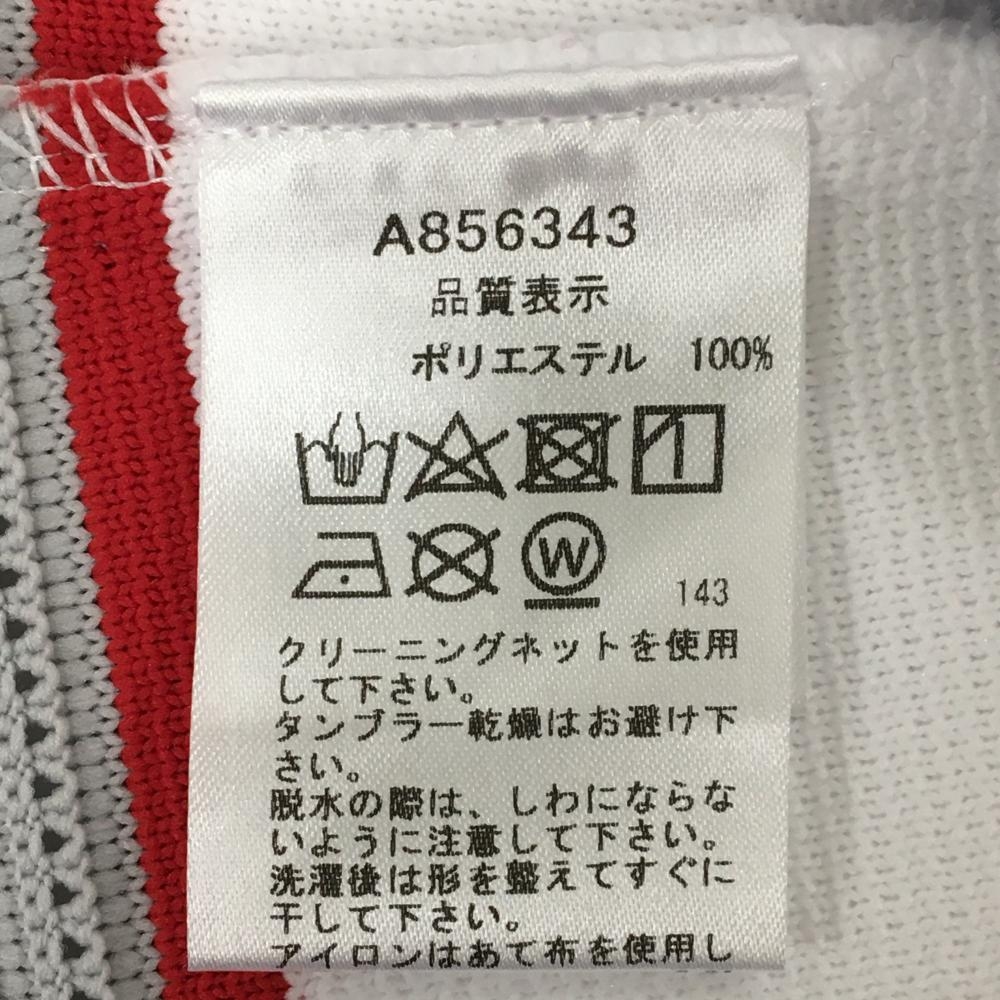 A856343
品質表示
ポリエステル 100%
W
143
クリーニングネットを使用
して下さい。
タンブラー乾燥はお避け下
さい。
脱水の際は、しわにならな
いように注意して下さい。
洗濯後は形を整えてすぐに
干して下さい。
アイロンはあて布を使用し